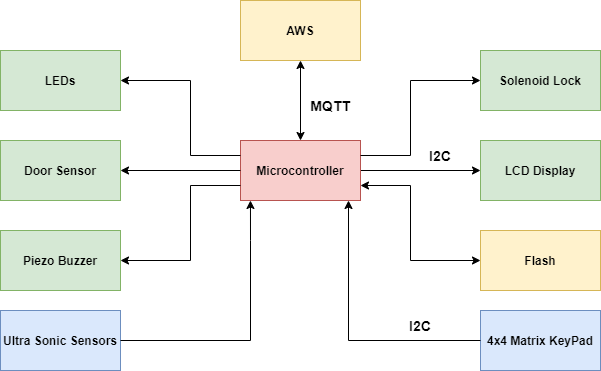 AWS
LEDs
Solenoid Lock
MQTT
Door Sensor
Microcontroller
I2C
LCD Display
Piezo Buzzer
Flash
Ultra Sonic Sensors
I2C
4x4 Matrix KeyPad